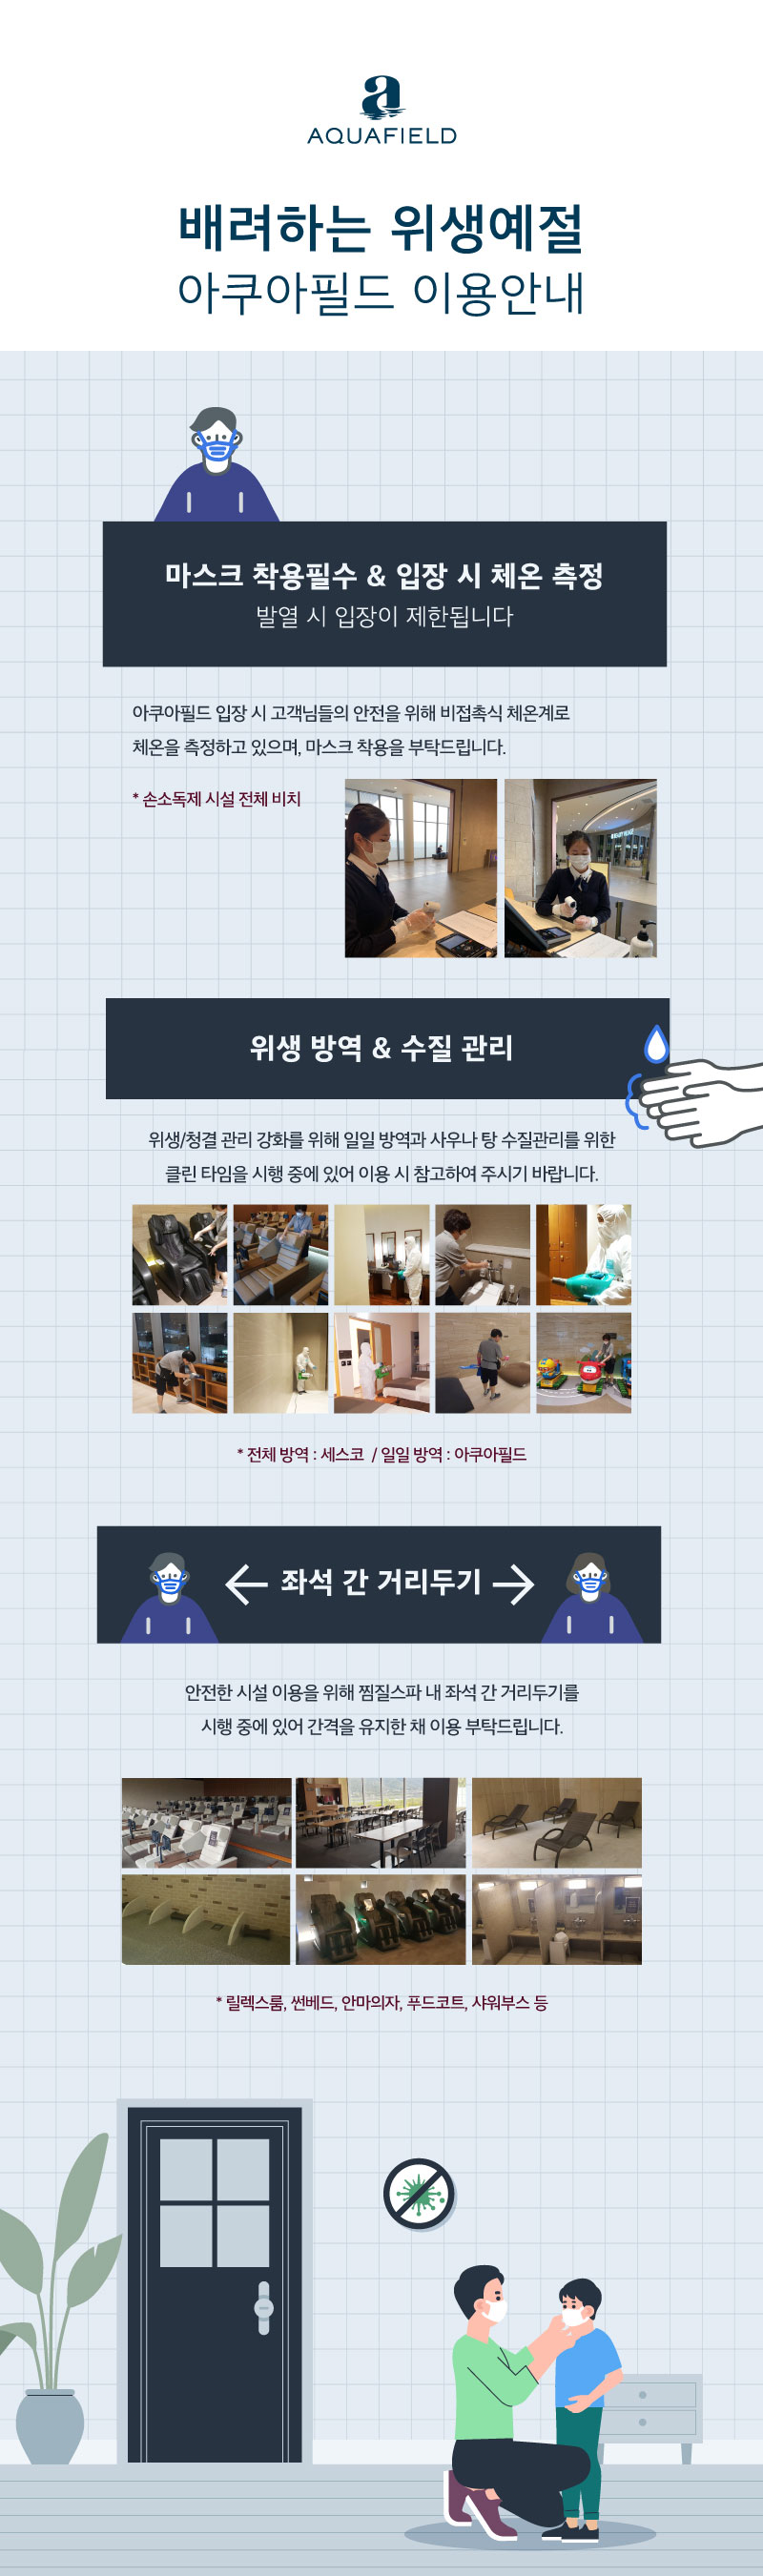 a
AQUAFIELD
배려하는 위생예절
아쿠아필드 이용안내
마스크 착용필수 & 입장 시 체온 측정
발열 시 입장이 제한됩니다
아쿠아필드 입장 시 고객님들의 안전을 위해 비접촉식 체온계로
체온을 측정하고 있으며, 마스크 착용을 부탁드립니다.
* 손소독제 시설 전체 비치
위생 방역 & 수질 관리
위생/청결 관리 강화를 위해 일일 방역과 사우나 탕 수질관리를 위한
클린 타임을 시행 중에 있어 이용 시 참고하여 주시기 바랍니다.
* 전체 방역 : 세스코 / 일일 방역 : 아쿠아필드
← 좌석 간 거리두기 →
안전한 시설 이용을 위해 찜질스파 내 좌석 간 거리두기를
시행 중에 있어 간격을 유지한 채 이용 부탁드립니다.
* 릴렉스룸, 썬베드, 안마의자, 푸드코트, 샤워부스 등